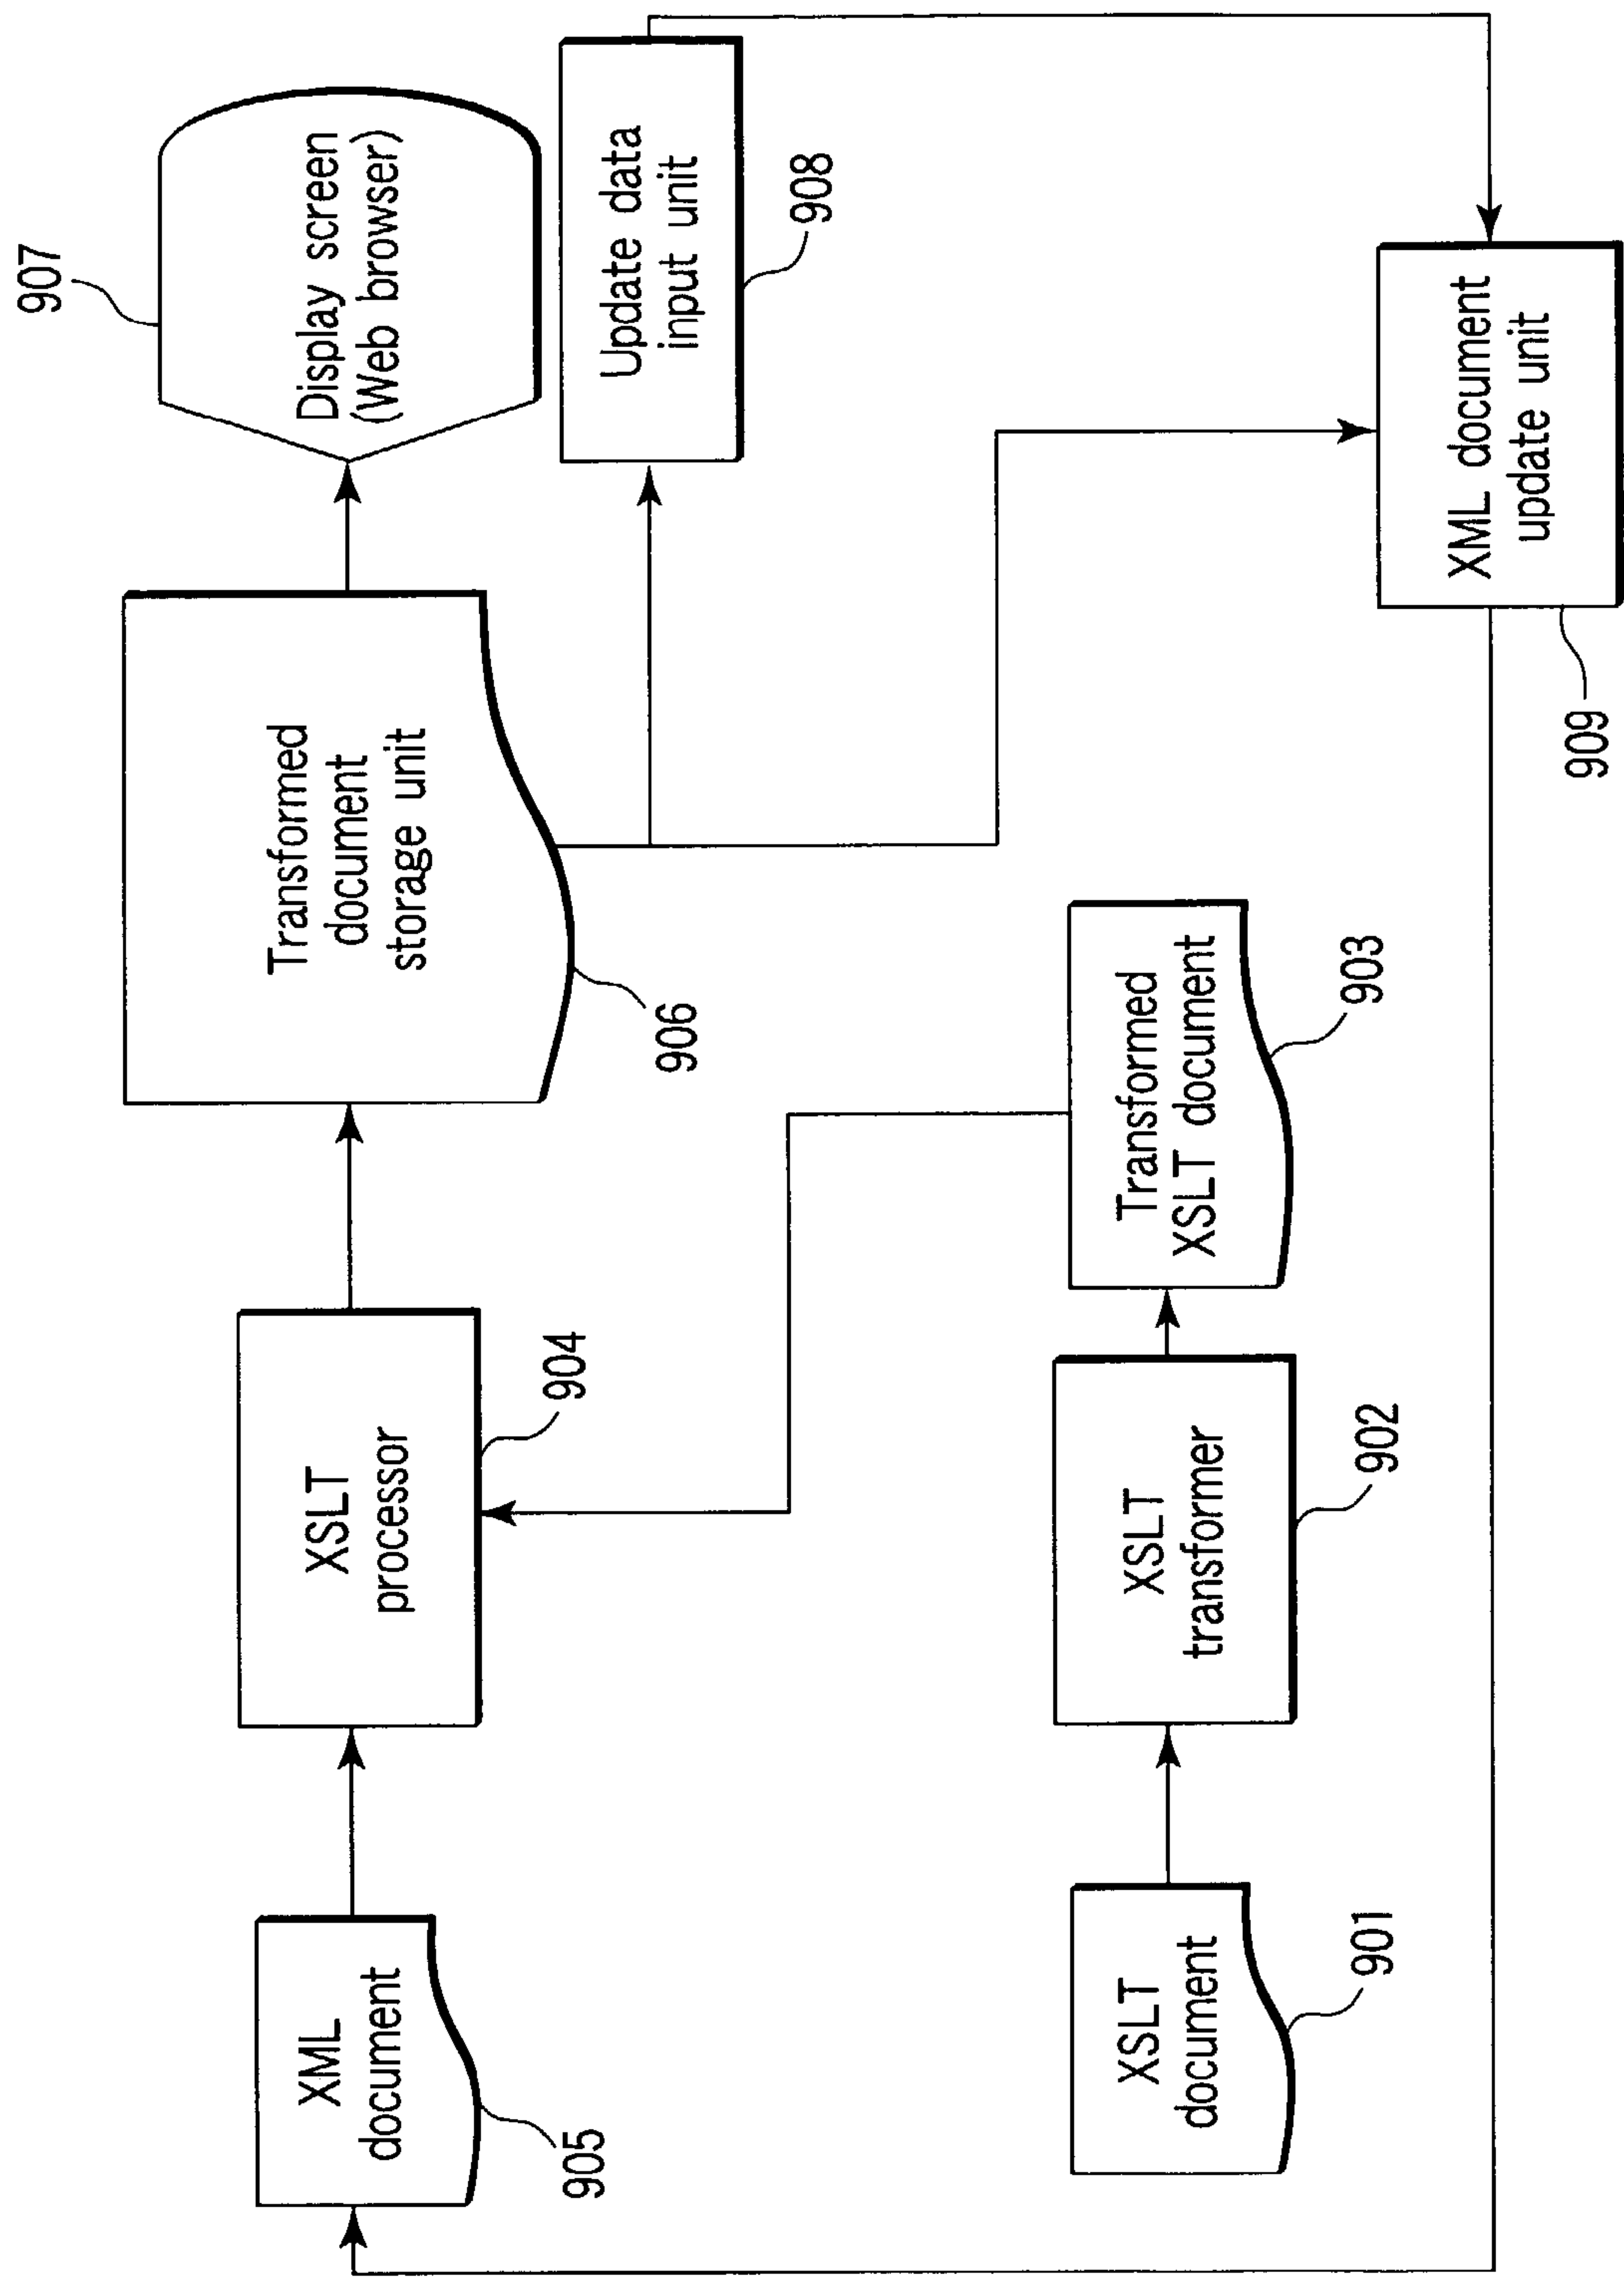 XML
document
905
XSLT
processor
904
Transformed
document
storage unit
906
Display screen
(Web browser)
907
Update data
input unit
908
XSLT
document
901
XSLT
transformer
902
Transformed
XSLT document
903
XML document
update unit
909